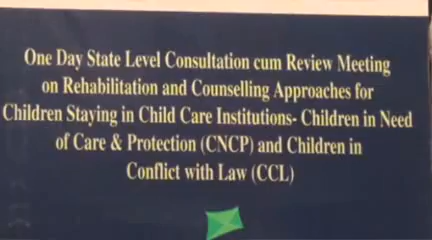 One Day State Level Consultation cum Review Meeting
on Rehabilitation and Counselling Approaches for
Children Staying in Child Care Institutions- Children in Need
of Care & Protection (CNCP) and Children in
Conflict with Law (CCL)